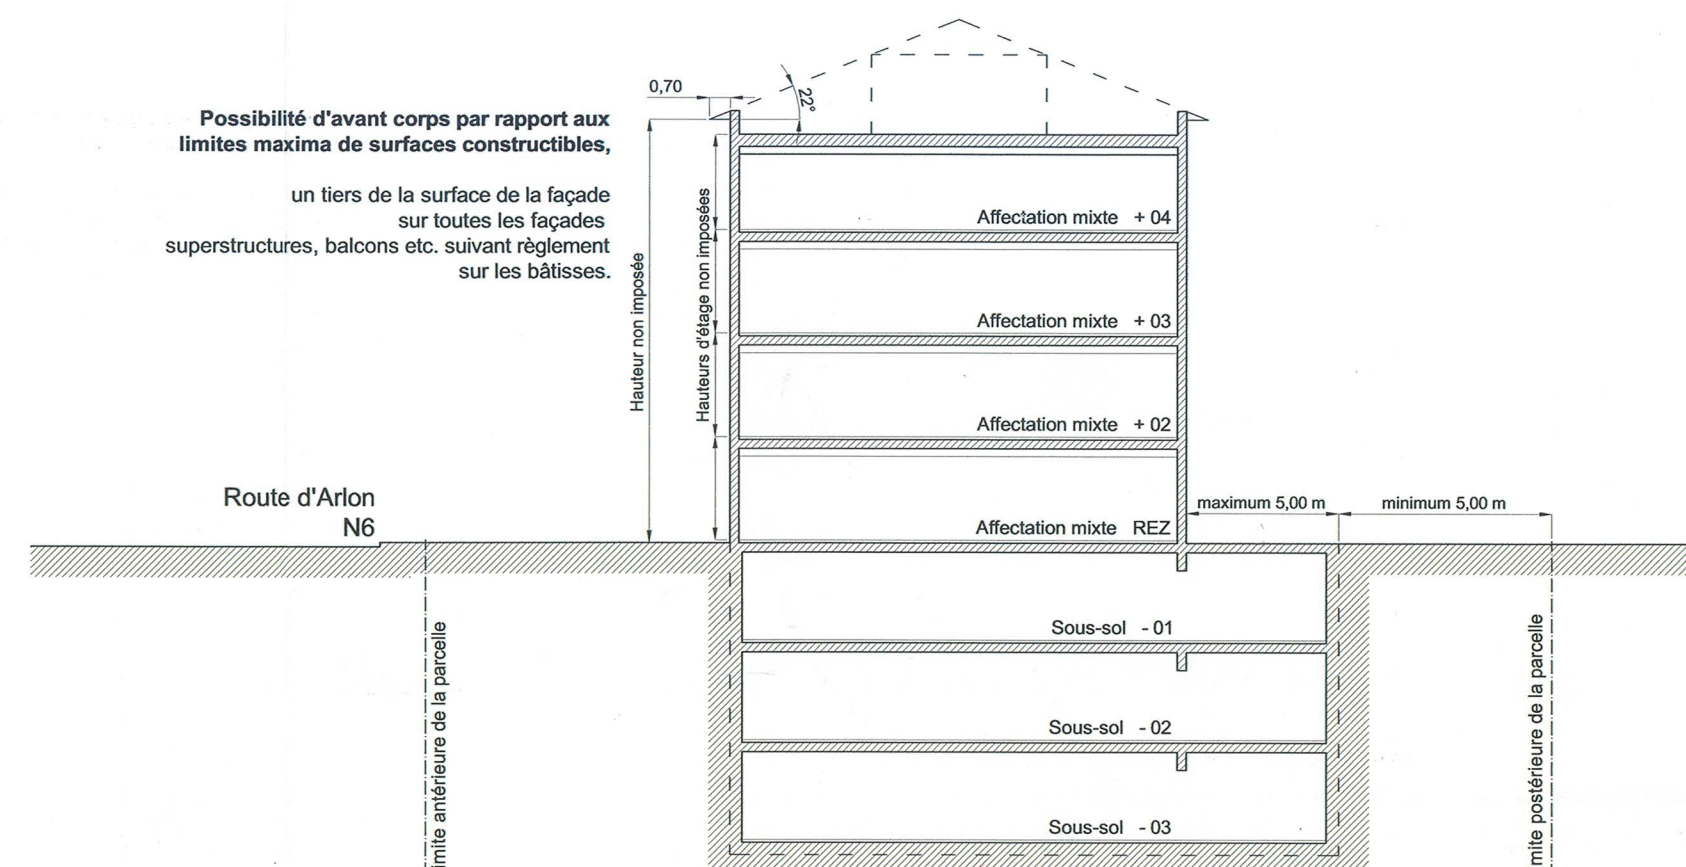 0,70
22°
Possibilité d'avant corps par rapport aux
limites maxima de surfaces constructibles,
un tiers de la surface de la façade
sur toutes les façades
superstructures, balcons etc. suivant règlement
sur les bâtisses.
Hauteur non imposée
Hauteurs d'étage non imposées
Affectation mixte + 04
Affectation mixte + 03
Affectation mixte + 02
Affectation mixte REZ
Route d'Arlon
N6
maximum 5,00 m
minimum 5,00 m
Sous-sol - 01
Sous-sol - 02
Sous-sol - 03
imite antérieure de la parcelle
mite postérieure de la parcelle